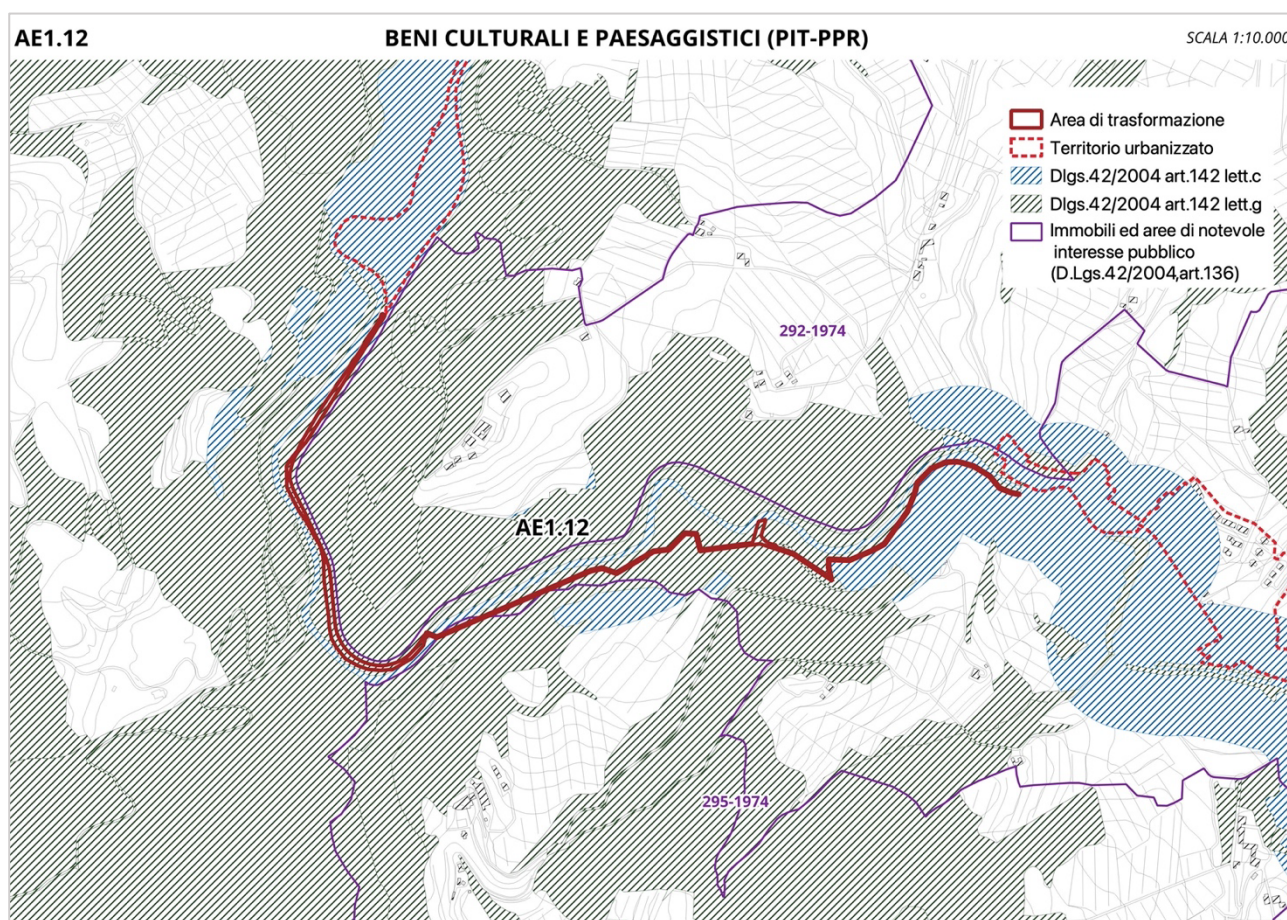 AE1.12
BENI CULTURALI E PAESAGGISTICI (PIT-PPR)
SCALA 1:10.000
Area di trasformazione
Territorio urbanizzato
Dlgs.42/2004 art.142 lett.c
Dlgs.42/2004 art.142 lett.g
Immobili ed aree di notevole
interesse pubblico
(D.Lgs.42/2004,art.136)
292-1974
AE1.12
295-1974